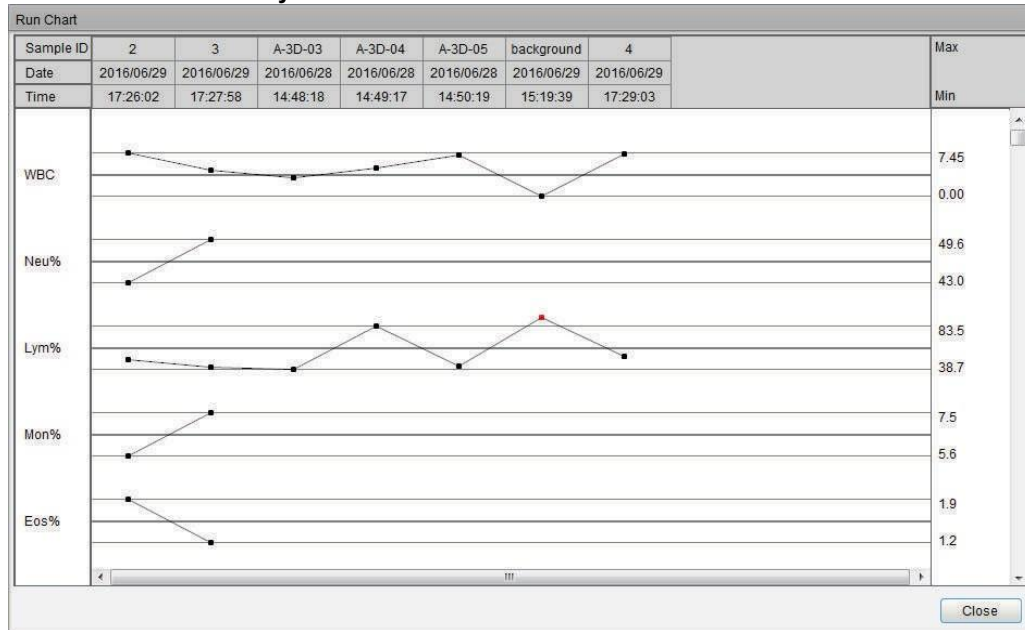 Run Chart
Sample ID 2 3 A-3D-03 A-3D-04 A-3D-05 background 4 Max
Date 2016/06/29 2016/06/29 2016/06/28 2016/06/28 2016/06/28 2016/06/29 2016/06/29
Time 17:26:02 17:27:58 14:48:18 14:49:17 14:50:19 15:19:39 17:29:03 Min
WBC 7.45
0.00
Neu% 49.6
43.0
Lym% 83.5
38.7
Mon% 7.5
5.6
Eos% 1.9
1.2
Close